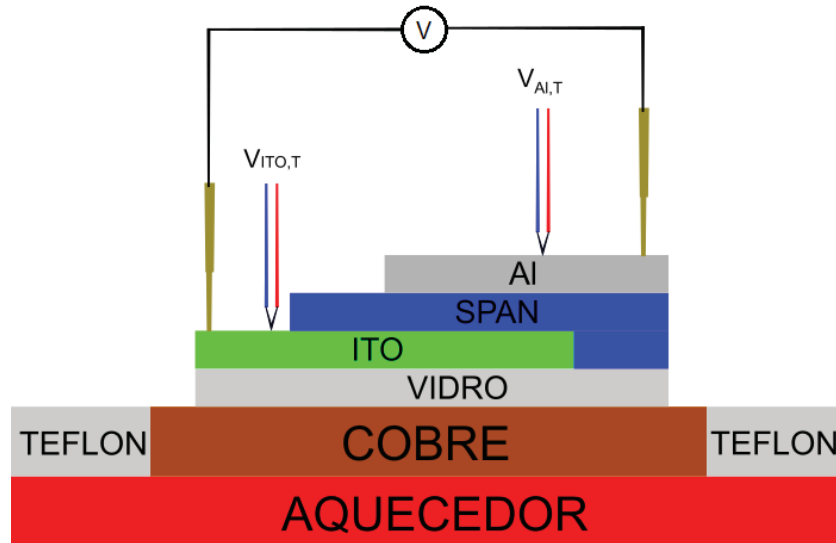 V
V_Al,T
V_ITO,T
Al
SPAN
ITO
VIDRO
TEFLON COBRE TEFLON
AQUECEDOR